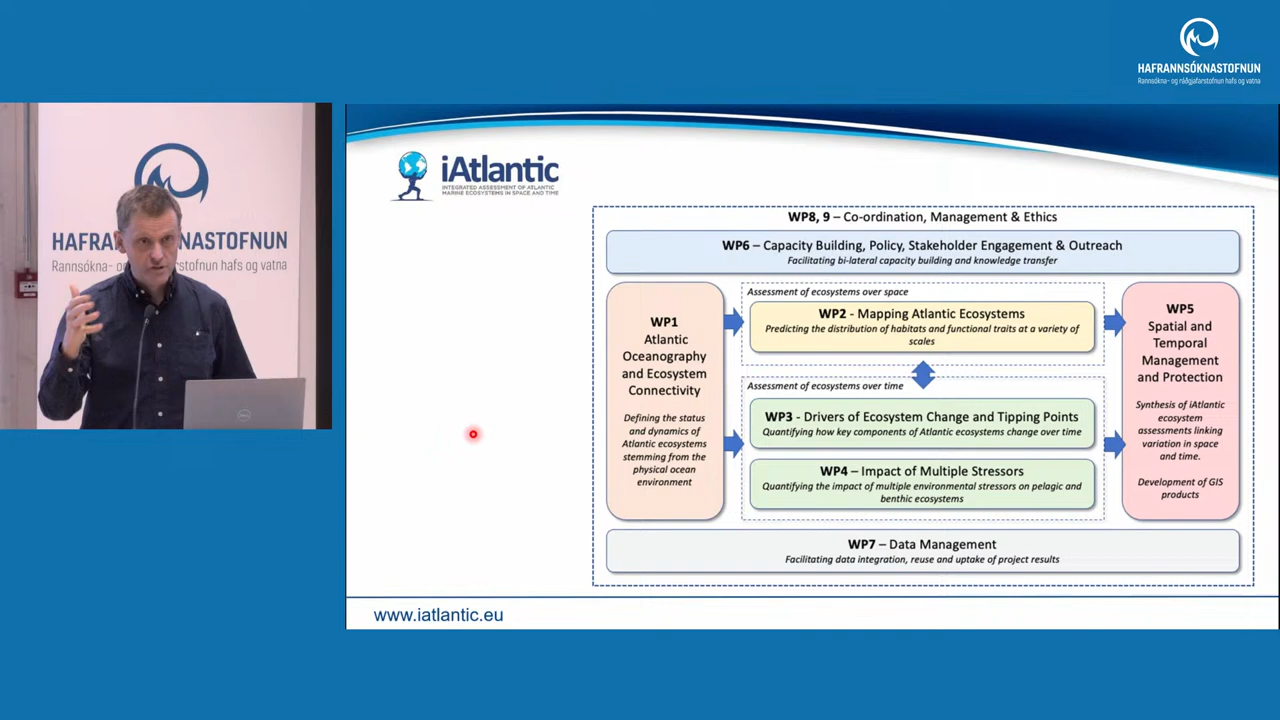 HAFRANNSÓKNASTOFNUN
Rannsókna- og ráðgjafarstofnun hafs og vatna
HAFRANNSÓKNASTOFNUN
Rannsókna- og ráðgjafarstofnun hafs og vatna
iAtlantic
INTEGRATED ASSESSMENT OF ATLANTIC
MARINE ECOSYSTEMS IN SPACE AND TIME
WP8, 9 – Co-ordination, Management & Ethics
WP6 – Capacity Building, Policy, Stakeholder Engagement & Outreach
Facilitating bi-lateral capacity building and knowledge transfer
WP1
Atlantic
Oceanography
and Ecosystem
Connectivity
Defining the status
and dynamics of
Atlantic ecosystems
stemming from the
physical ocean
environment
Assessment of ecosystems over space
WP2 - Mapping Atlantic Ecosystems
Predicting the distribution of habitats and functional traits at a variety of
scales
Assessment of ecosystems over time
WP3 - Drivers of Ecosystem Change and Tipping Points
Quantifying how key components of Atlantic ecosystems change over time
WP4 – Impact of Multiple Stressors
Quantifying the impact of multiple environmental stressors on pelagic and
benthic ecosystems
WP5
Spatial and
Temporal
Management
and Protection
Synthesis of iAtlantic
ecosystem
assessments linking
variation in space
and time.
Development of GIS
products
WP7 – Data Management
Facilitating data integration, reuse and uptake of project results
www.iatlantic.eu